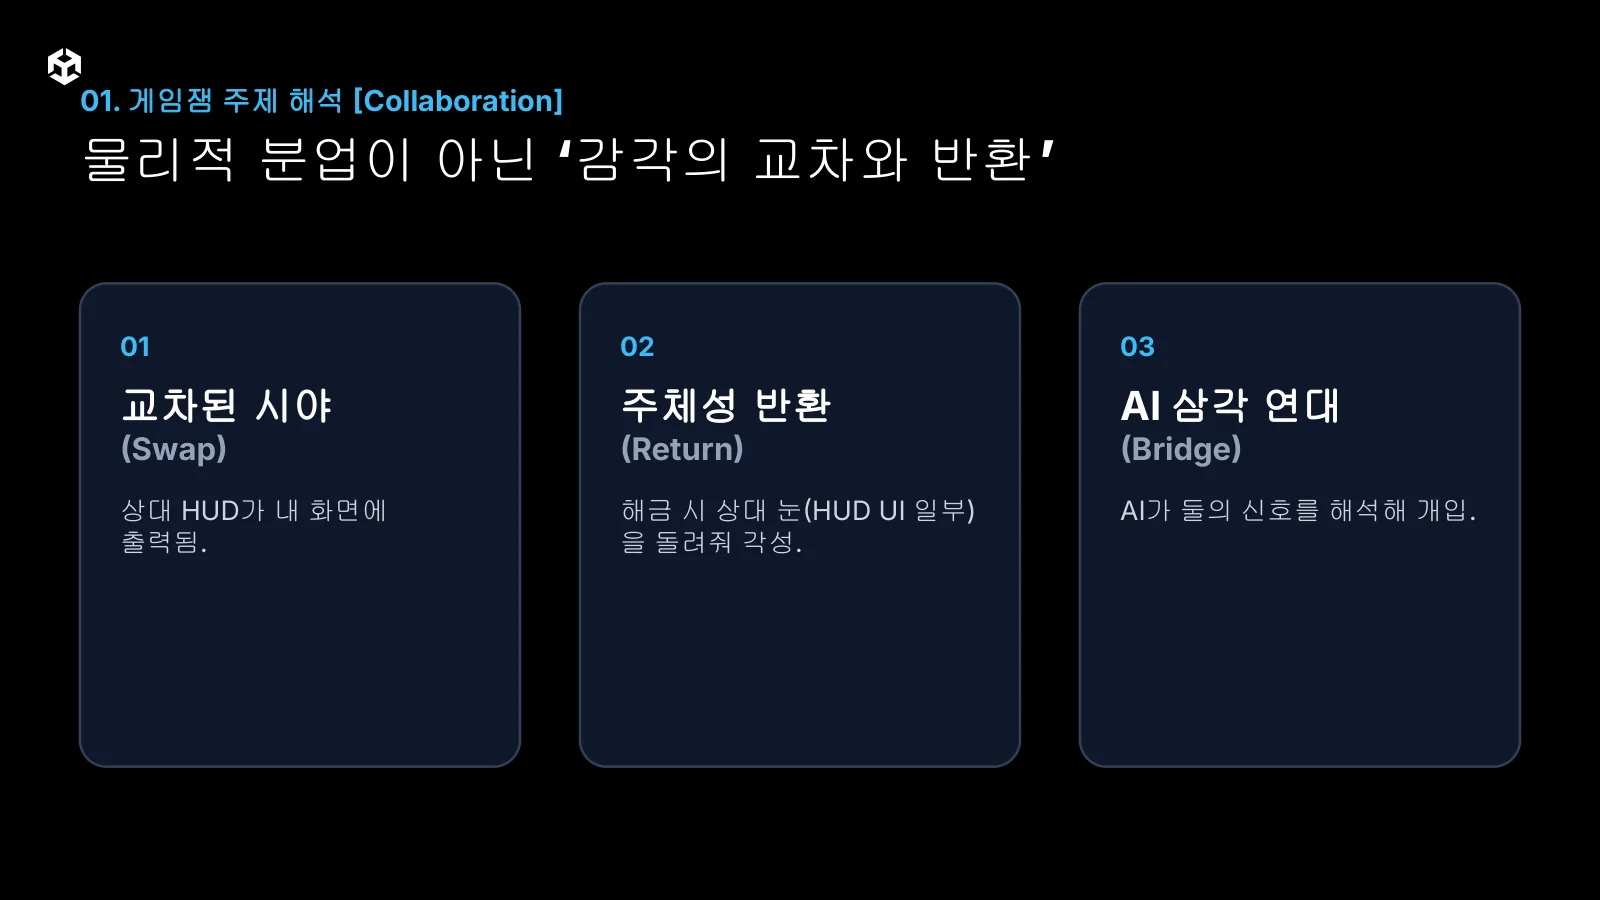 01. 게임잼 주제 해석 [Collaboration]
물리적 분업이 아닌 ‘감각의 교차와 반환’
01
교차된 시야
(Swap)
상대 HUD가 내 화면에
출력됨.
02
주체성 반환
(Return)
해금 시 상대 눈(HUD UI 일부)
을 돌려줘 각성.
03
AI 삼각 연대
(Bridge)
AI가 둘의 신호를 해석해 개입.